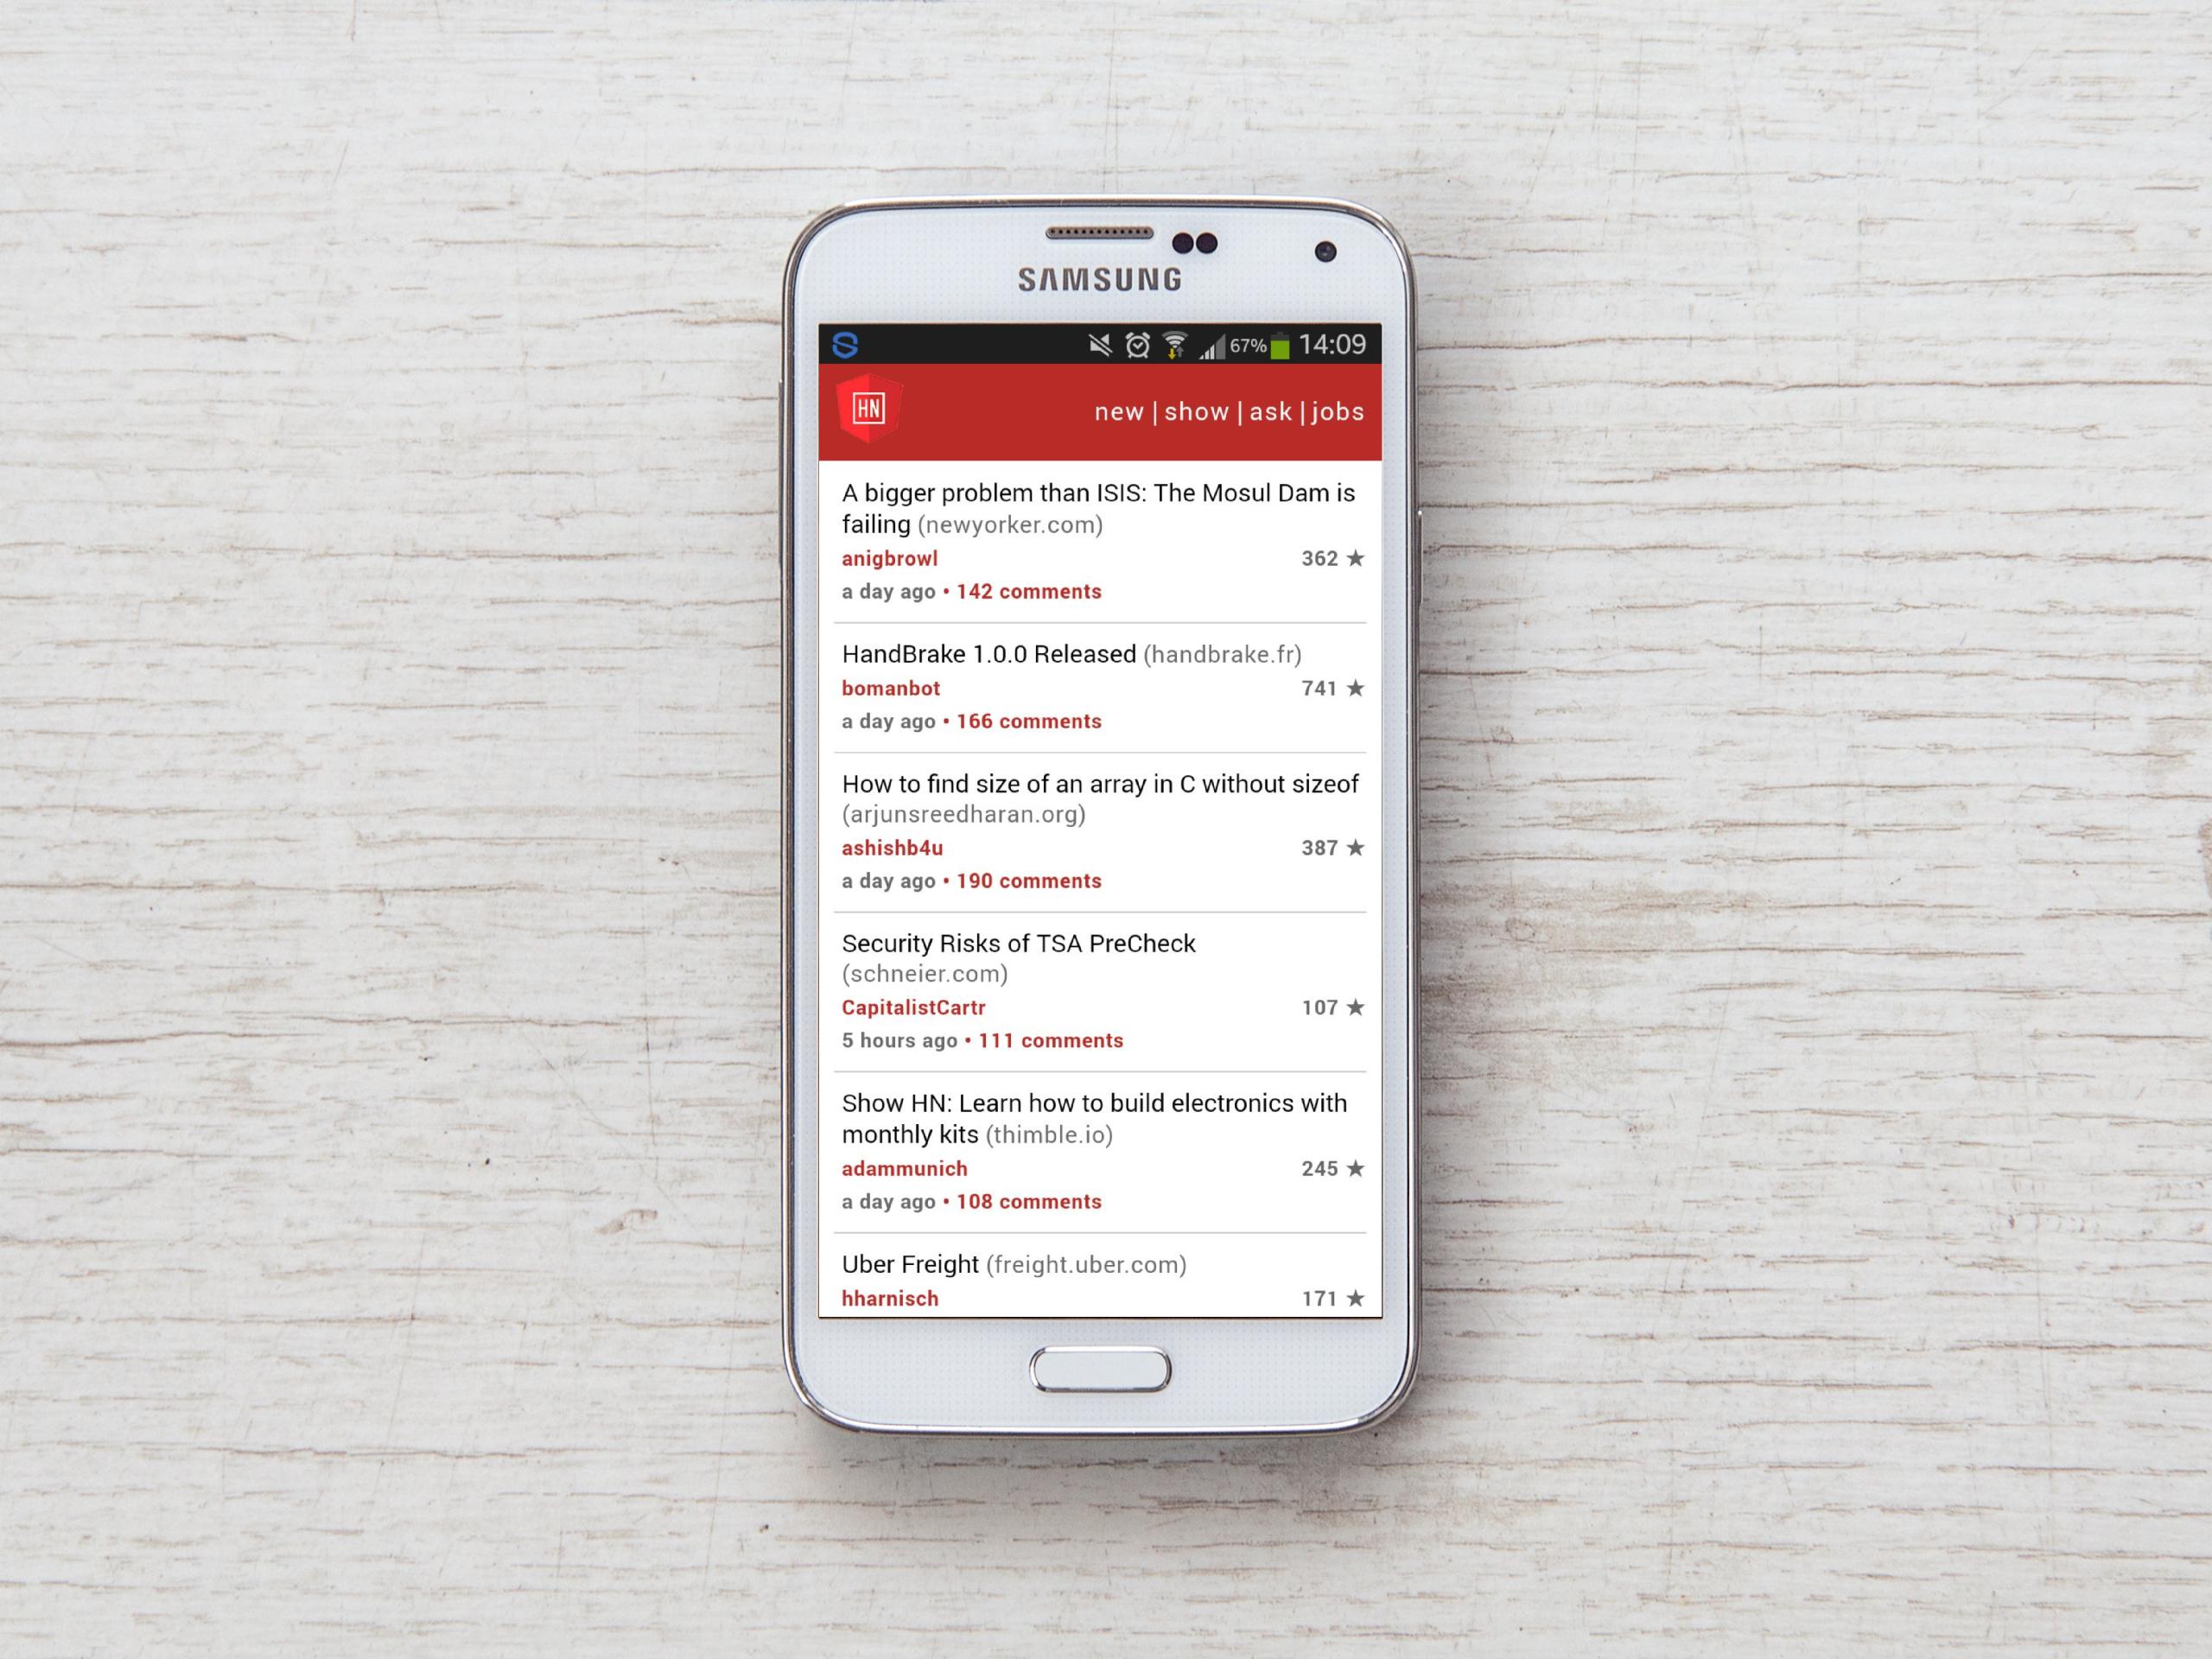 SAMSUNG
67% 14:09
HN
new | show | ask | jobs
A bigger problem than ISIS: The Mosul Dam is
failing (newyorker.com)
anigbrowl 362 ★
a day ago • 142 comments
HandBrake 1.0.0 Released (handbrake.fr)
bomanbot 741 ★
a day ago • 166 comments
How to find size of an array in C without sizeof
(arjunsreedharan.org)
ashishb4u 387 ★
a day ago • 190 comments
Security Risks of TSA PreCheck
(schneier.com)
CapitalistCartr 107 ★
5 hours ago • 111 comments
Show HN: Learn how to build electronics with
monthly kits (thimble.io)
adammunich 245 ★
a day ago • 108 comments
Uber Freight (freight.uber.com)
hharnisch 171 ★